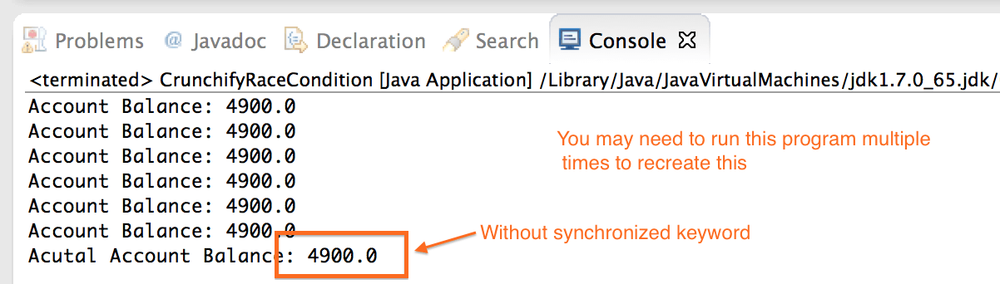 Problems @ Javadoc Declaration Search Console
<terminated> CrunchifyRaceCondition [Java Application] /Library/Java/JavaVirtualMachines/jdk1.7.0_65.jdk/
Account Balance: 4900.0
Account Balance: 4900.0
Account Balance: 4900.0
Account Balance: 4900.0
Account Balance: 4900.0
Account Balance: 4900.0
Acutal Account Balance: 4900.0
You may need to run this program multiple
times to recreate this
Without synchronized keyword